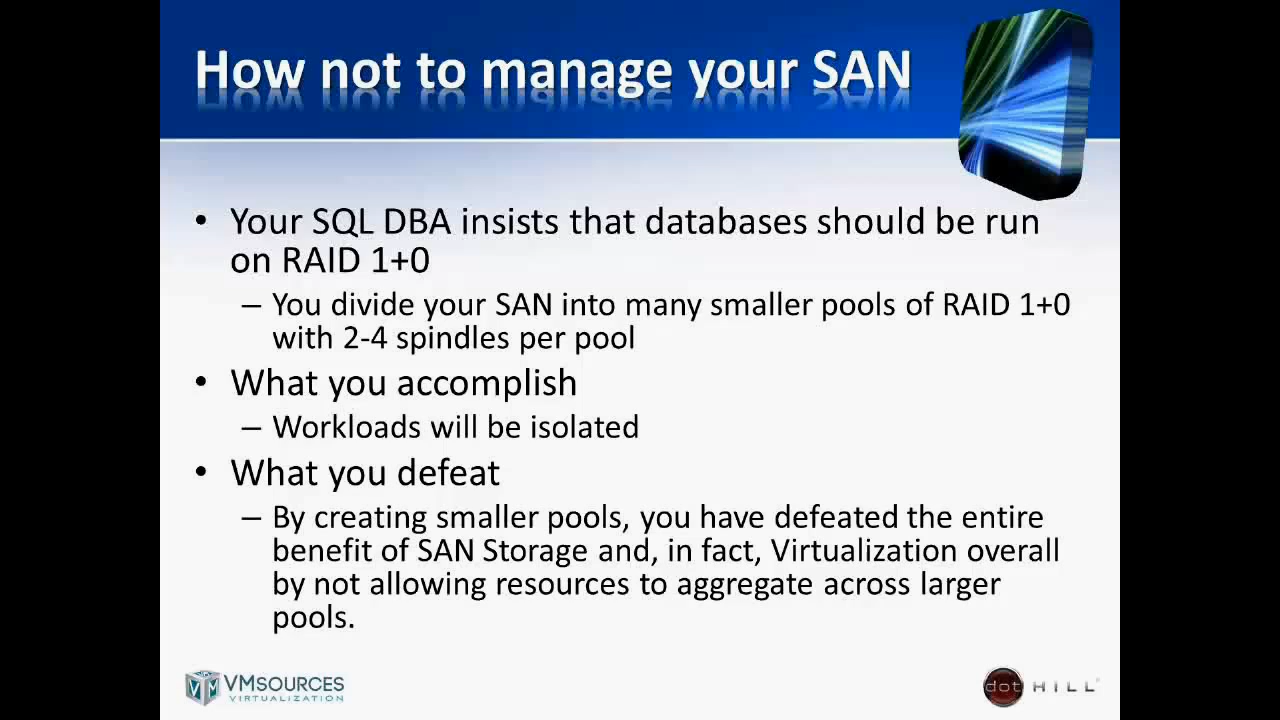 How not to manage your SAN
• Your SQL DBA insists that databases should be run
on RAID 1+0
– You divide your SAN into many smaller pools of RAID 1+0
with 2-4 spindles per pool
• What you accomplish
– Workloads will be isolated
• What you defeat
– By creating smaller pools, you have defeated the entire
benefit of SAN Storage and, in fact, Virtualization overall
by not allowing resources to aggregate across larger
pools.
VMSOURCES
VIRTUALIZATION
dot HILL